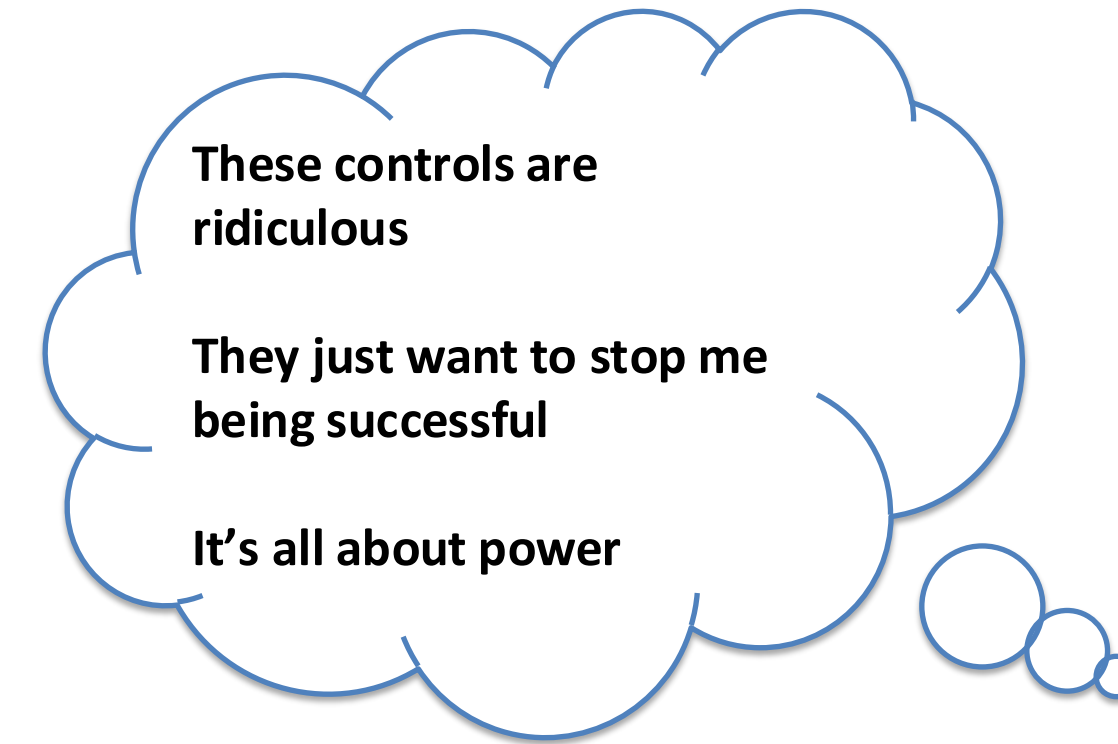 These controls are
ridiculous
They just want to stop me
being successful
It’s all about power